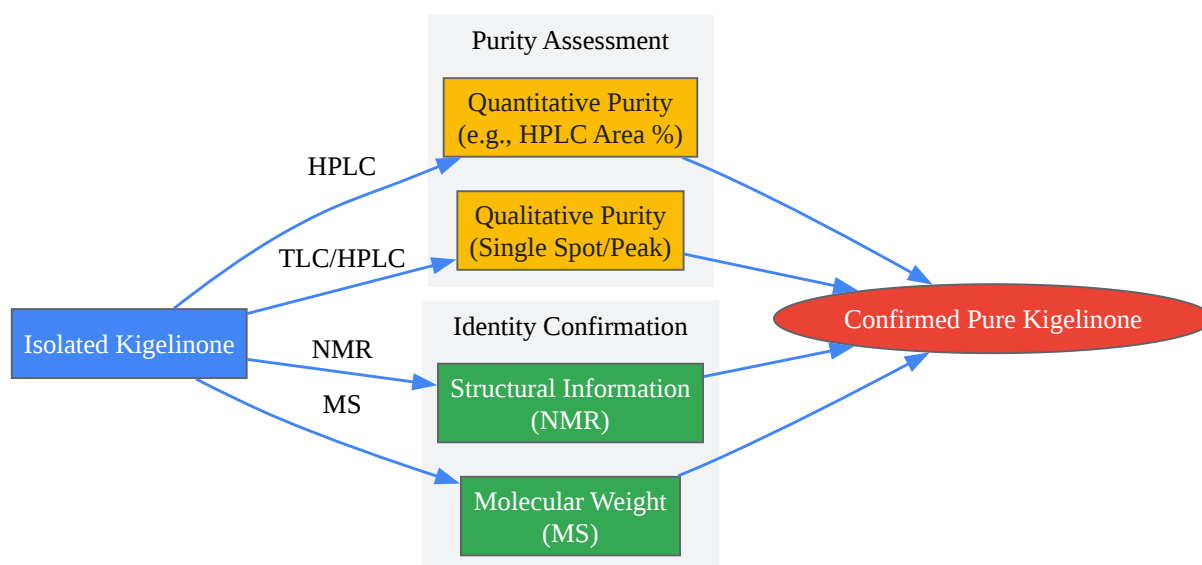 Purity Assessment
Quantitative Purity
(e.g., HPLC Area %)
HPLC
Qualitative Purity
(Single Spot/Peak)
TLC/HPLC
Isolated Kigelinone
Identity Confirmation
Confirmed Pure Kigelinone
NMR
Structural Information
(NMR)
MS
Molecular Weight
(MS)